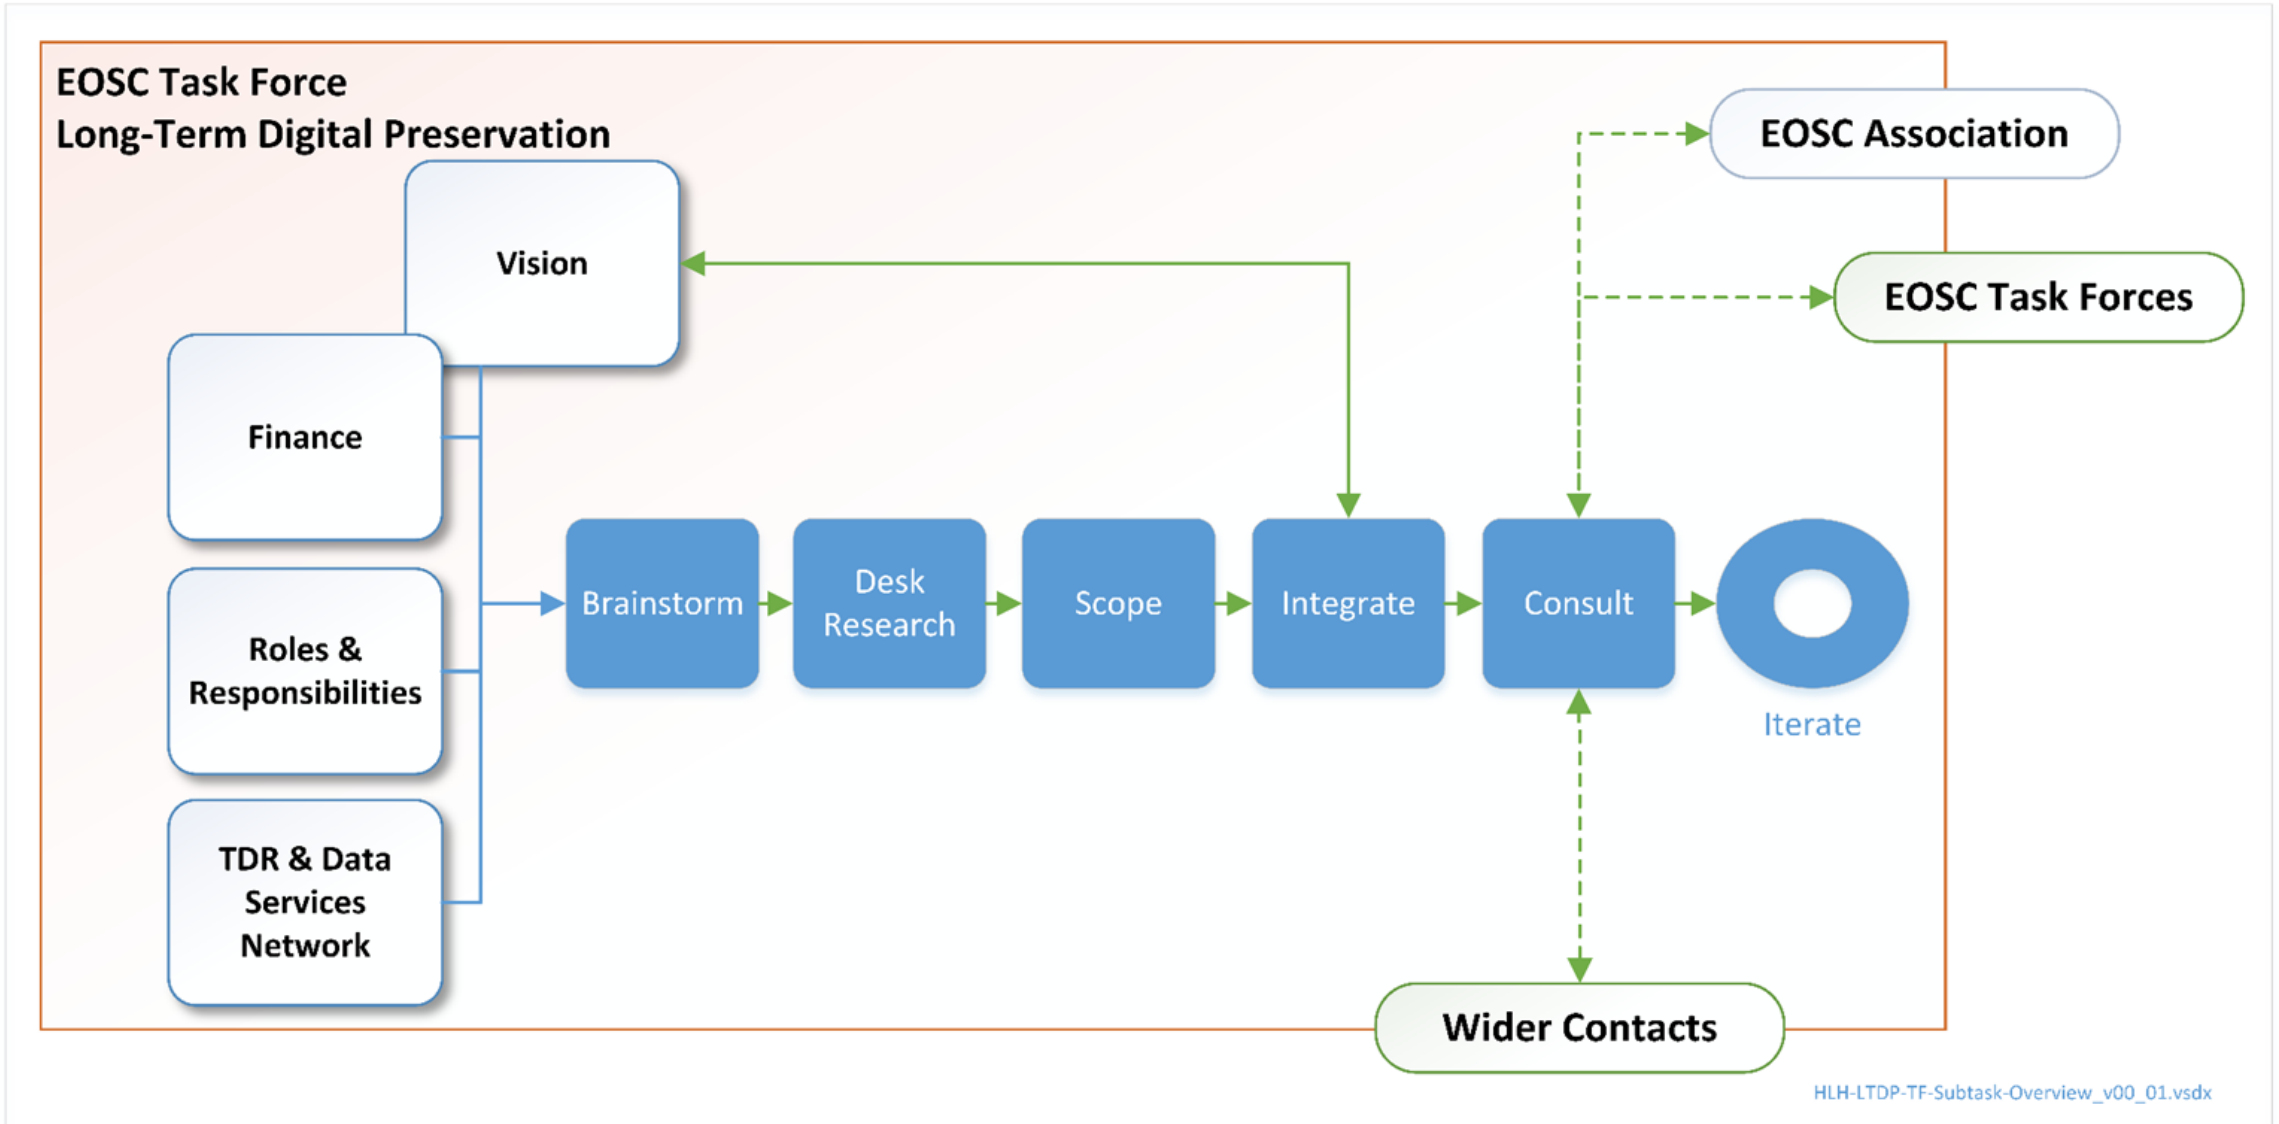 EOSC Task Force
Long-Term Digital Preservation
EOSC Association
Vision
EOSC Task Forces
Finance
Brainstorm
Desk
Research
Scope
Integrate
Consult
Iterate
Roles &
Responsibilities
TDR & Data
Services
Network
Wider Contacts
HLH-LTDP-TF-Subtask-Overview_v00_01.vsdx